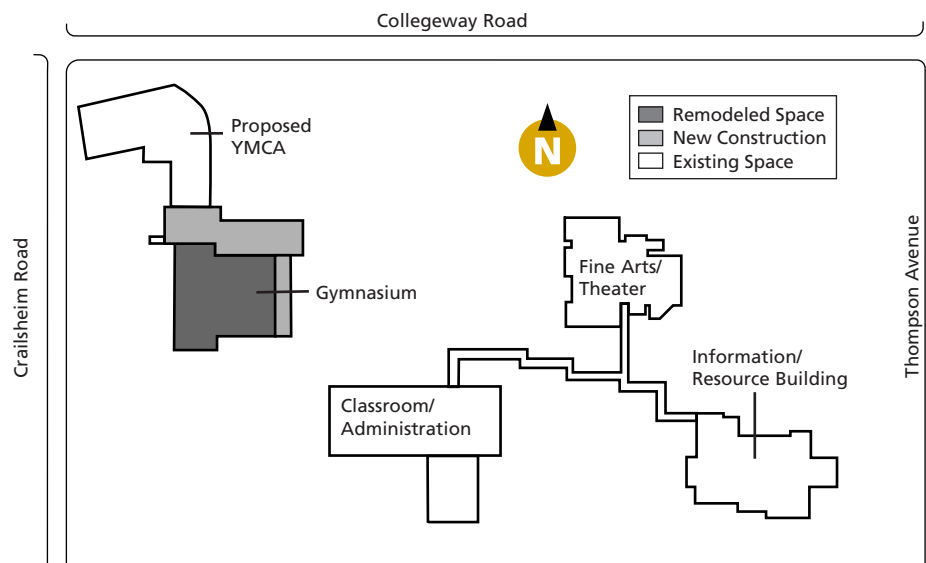 Collegeway Road
Crailsheim Road
Proposed
YMCA
N
Remodeled Space
New Construction
Existing Space
Thompson Avenue
Fine Arts/
Theater
Gymnasium
Information/
Resource Building
Classroom/
Administration